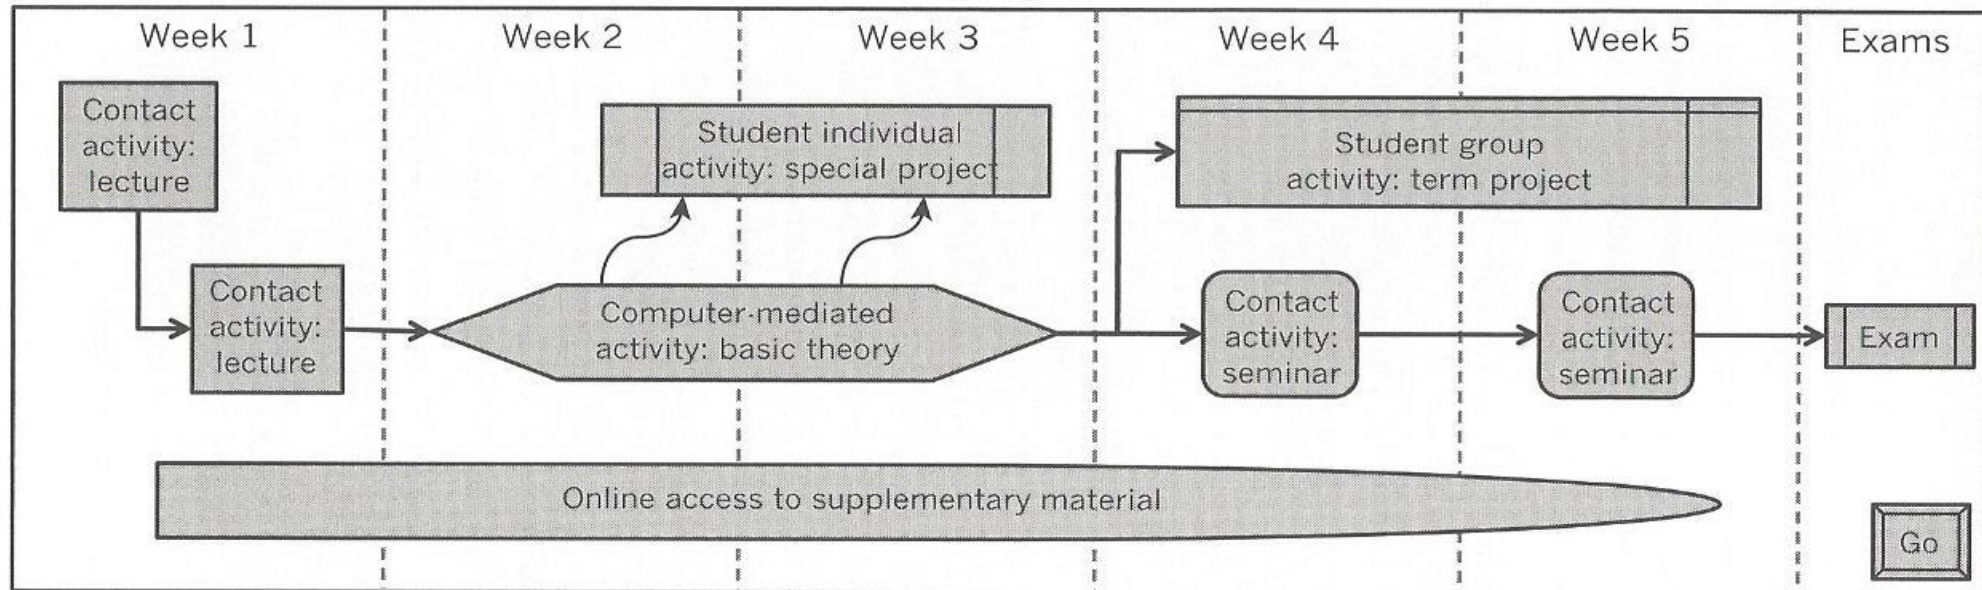 Week 1
Week 2
Week 3
Week 4
Week 5
Exams
Contact
activity:
lecture
Student individual
activity: special project
Student group
activity: term project
Contact
activity:
lecture
Computer-mediated
activity: basic theory
Contact
activity:
seminar
Contact
activity:
seminar
Exam
Online access to supplementary material
Go